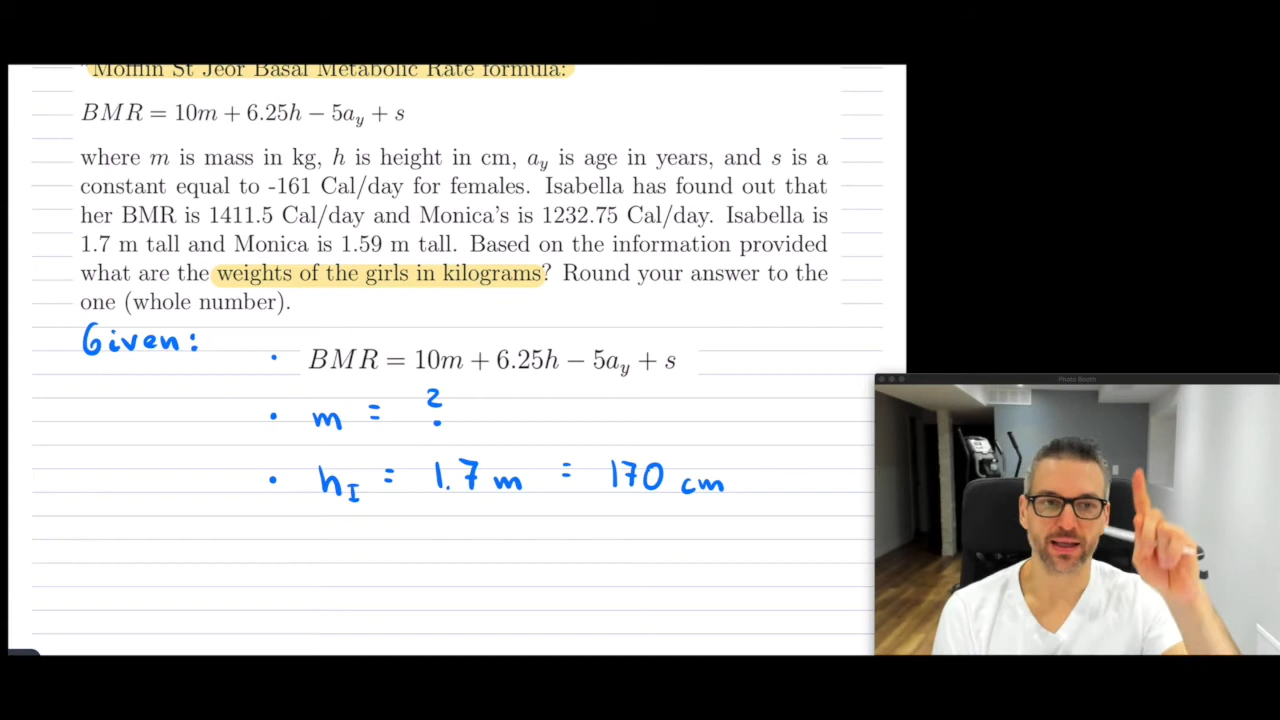 *Mofflin St Jeor Basal Metabolic Rate formula:
BMR = 10m + 6.25h − 5a_y + s
where m is mass in kg, h is height in cm, a_y is age in years, and s is a
constant equal to -161 Cal/day for females. Isabella has found out that
her BMR is 1411.5 Cal/day and Monica's is 1232.75 Cal/day. Isabella is
1.7 m tall and Monica is 1.59 m tall. Based on the information provided
what are the weights of the girls in kilograms? Round your answer to the
one (whole number).
Given:
• BMR = 10m + 6.25h − 5a_y + s
• m = ?
• h_I = 1.7 m = 170 cm
Photo Booth